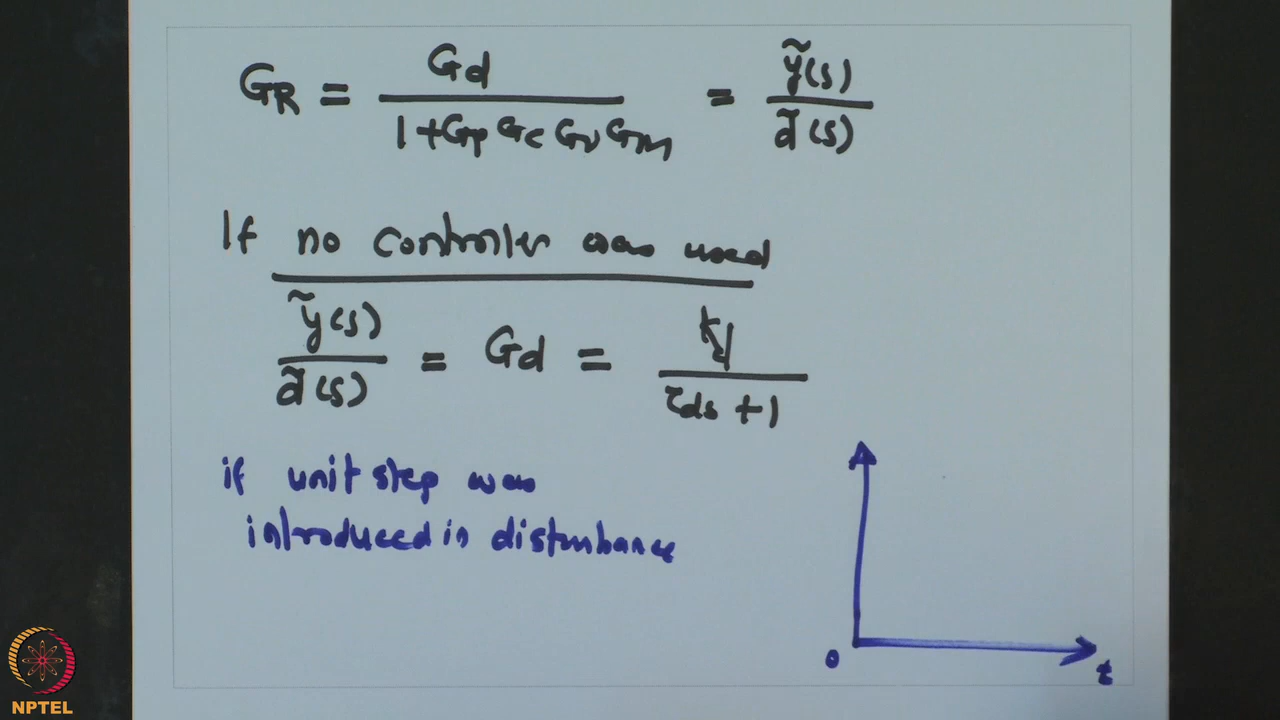 GR = Gd / 1+Gp Gc Gv Gm = ỹ(s) / d̃(s)
If no controller was used
ỹ(s) / d̃(s) = Gd = kd / τds +1
if unit step was
introduced in disturbance
0
t
NPTEL